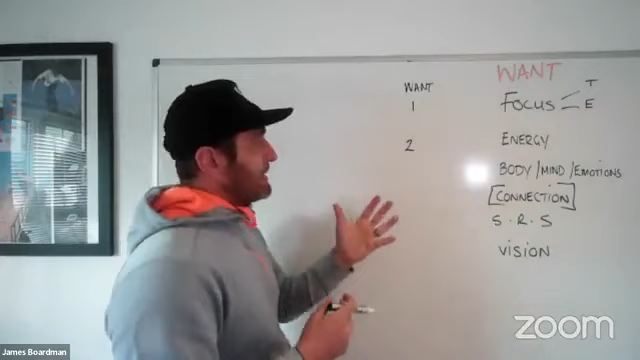 WANT
1
2
WANT
FOCUS < T
E
ENERGY
BODY/MIND/EMOTIONS
[CONNECTION]
S.R.S
VISION
zoom
James Boardman